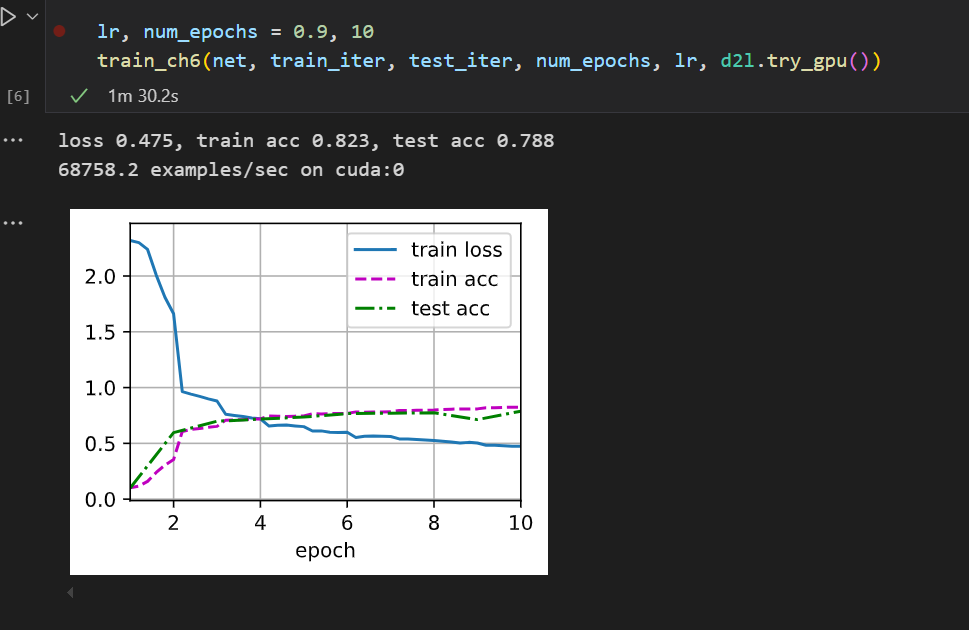 lr, num_epochs = 0.9, 10
train_ch6(net, train_iter, test_iter, num_epochs, lr, d2l.try_gpu())
[6]
1m 30.2s
loss 0.475, train acc 0.823, test acc 0.788
68758.2 examples/sec on cuda:0
train loss
train acc
test acc
2.0
1.5
1.0
0.5
0.0
2 4 6 8 10
epoch